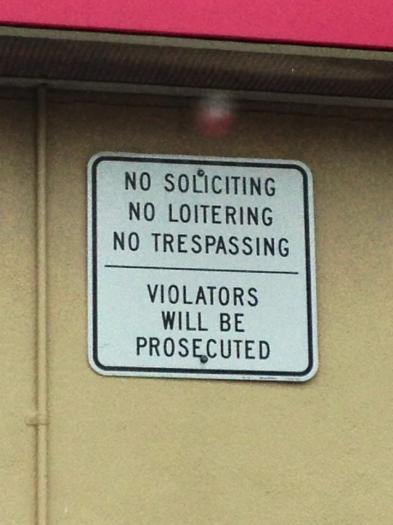 NO SOLICITING
NO LOITERING
NO TRESPASSING
VIOLATORS
WILL BE
PROSECUTED